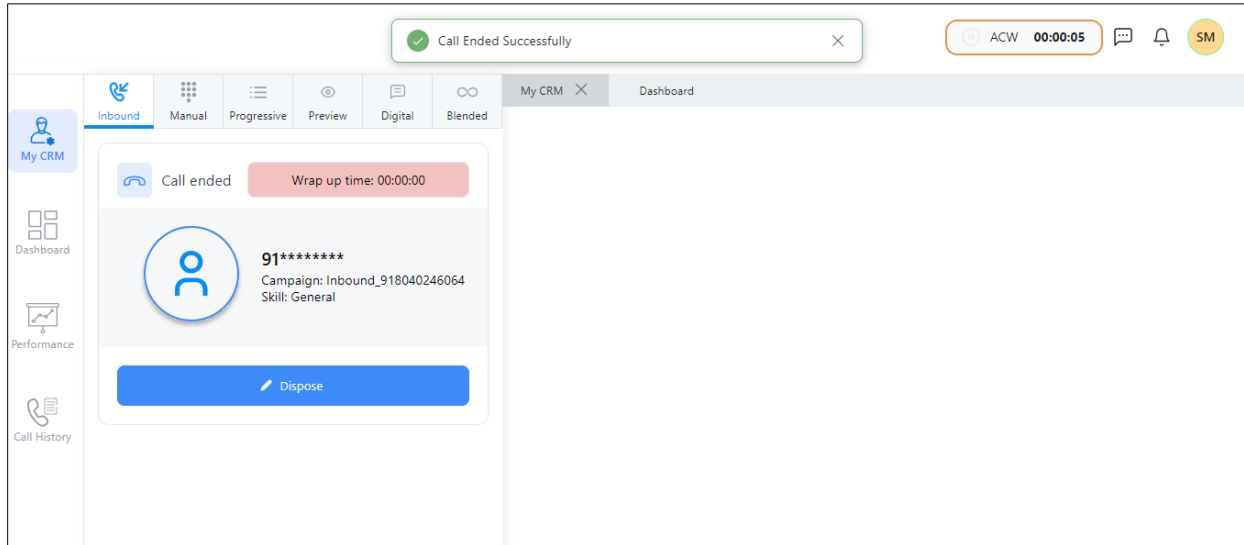 Call Ended Successfully
ACW 00:00:05
SM
Inbound Manual Progressive Preview Digital Blended
My CRM Dashboard
My CRM
Dashboard
Performance
Call History
Call ended Wrap up time: 00:00:00
91********
Campaign: Inbound_918040246064
Skill: General
Dispose